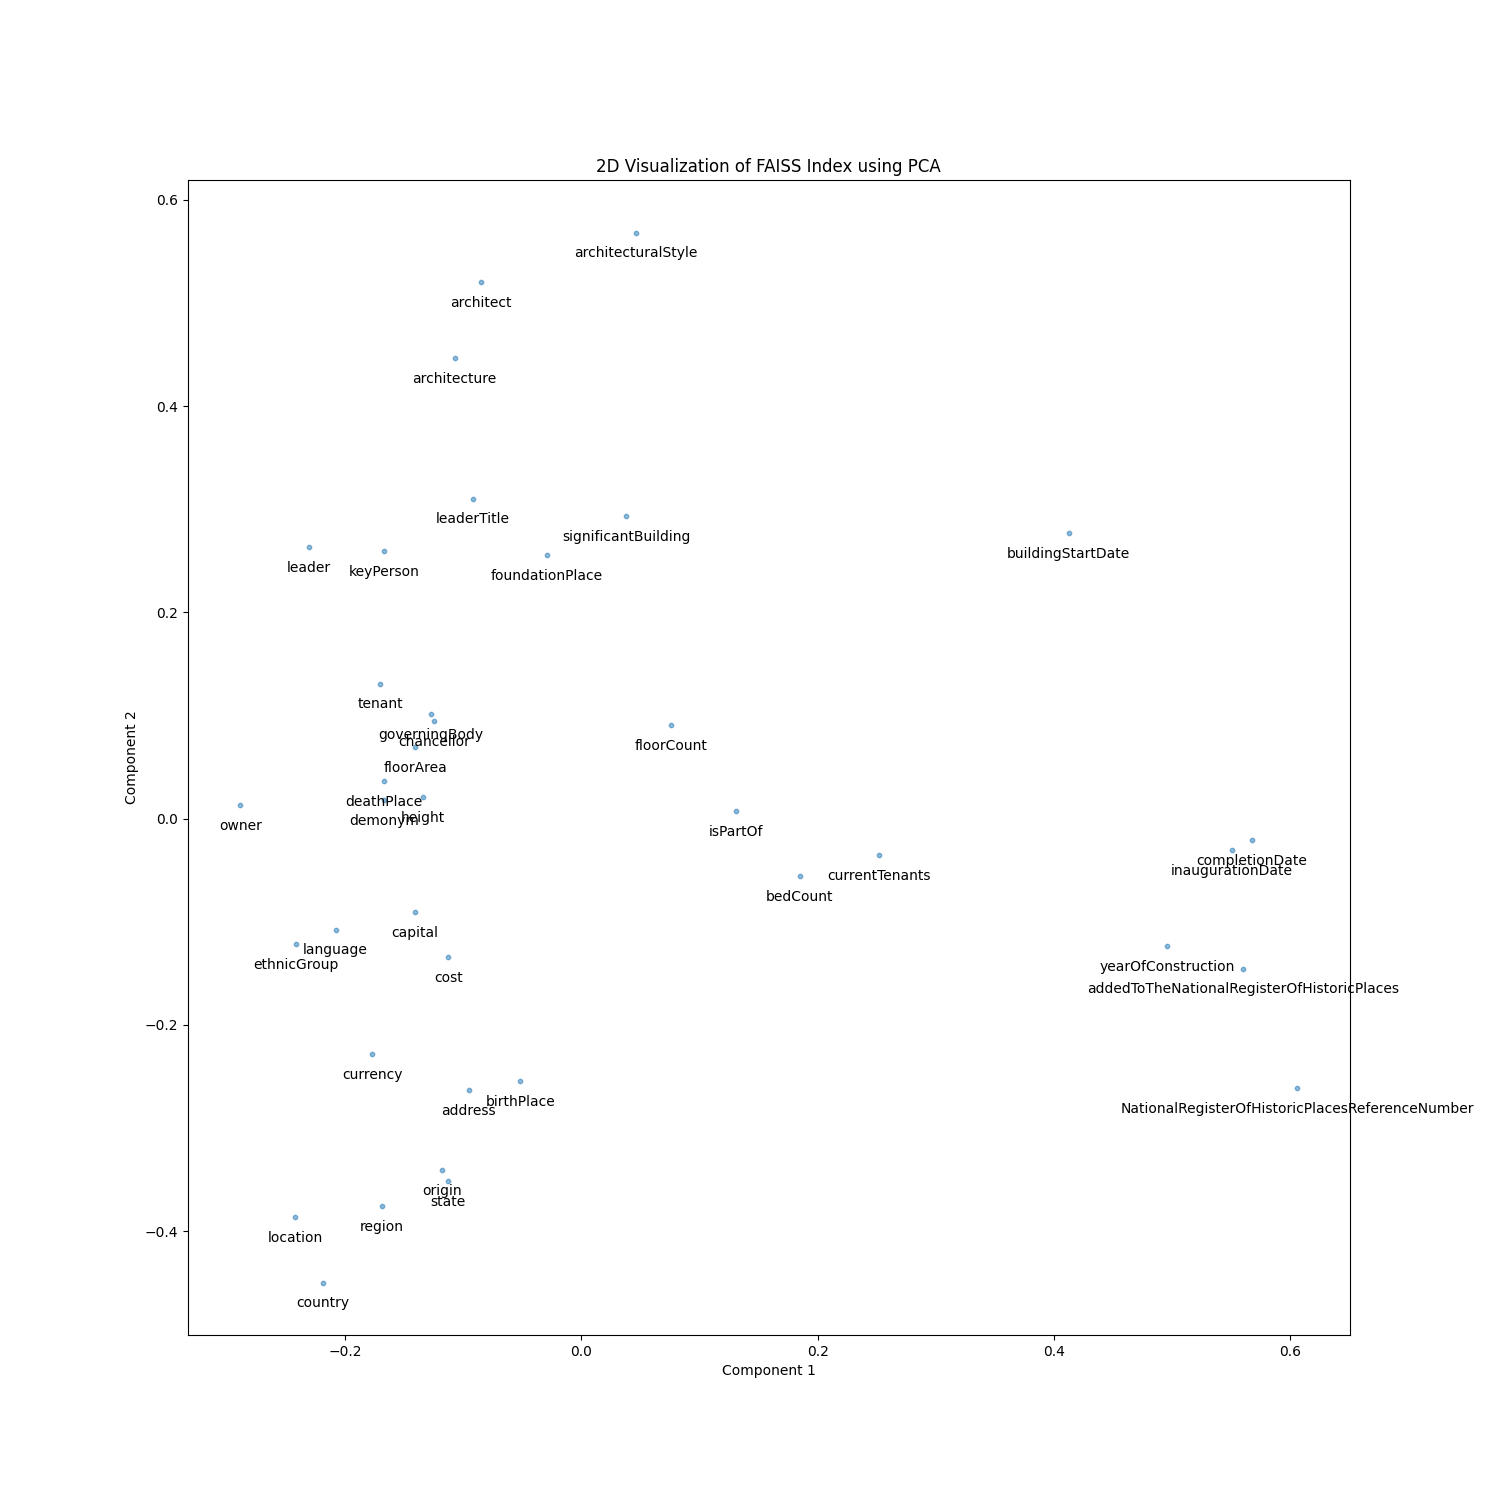 2D Visualization of FAISS Index using PCA
0.6
architecturalStyle
architect
architecture
0.4
leaderTitle
significantBuilding
buildingStartDate
leader
keyPerson
foundationPlace
0.2
tenant
governingBody
chancellor
floorCount
floorArea
deathPlace
demonym
height
owner
0.0
isPartOf
completionDate
inaugurationDate
currentTenants
bedCount
capital
language
ethnicGroup
cost
yearOfConstruction
addedToTheNationalRegisterOfHistoricPlaces
−0.2
currency
birthPlace
address
NationalRegisterOfHistoricPlacesReferenceNumber
origin
state
region
location
−0.4
country
Component 2
−0.2
0.0
0.2
0.4
0.6
Component 1